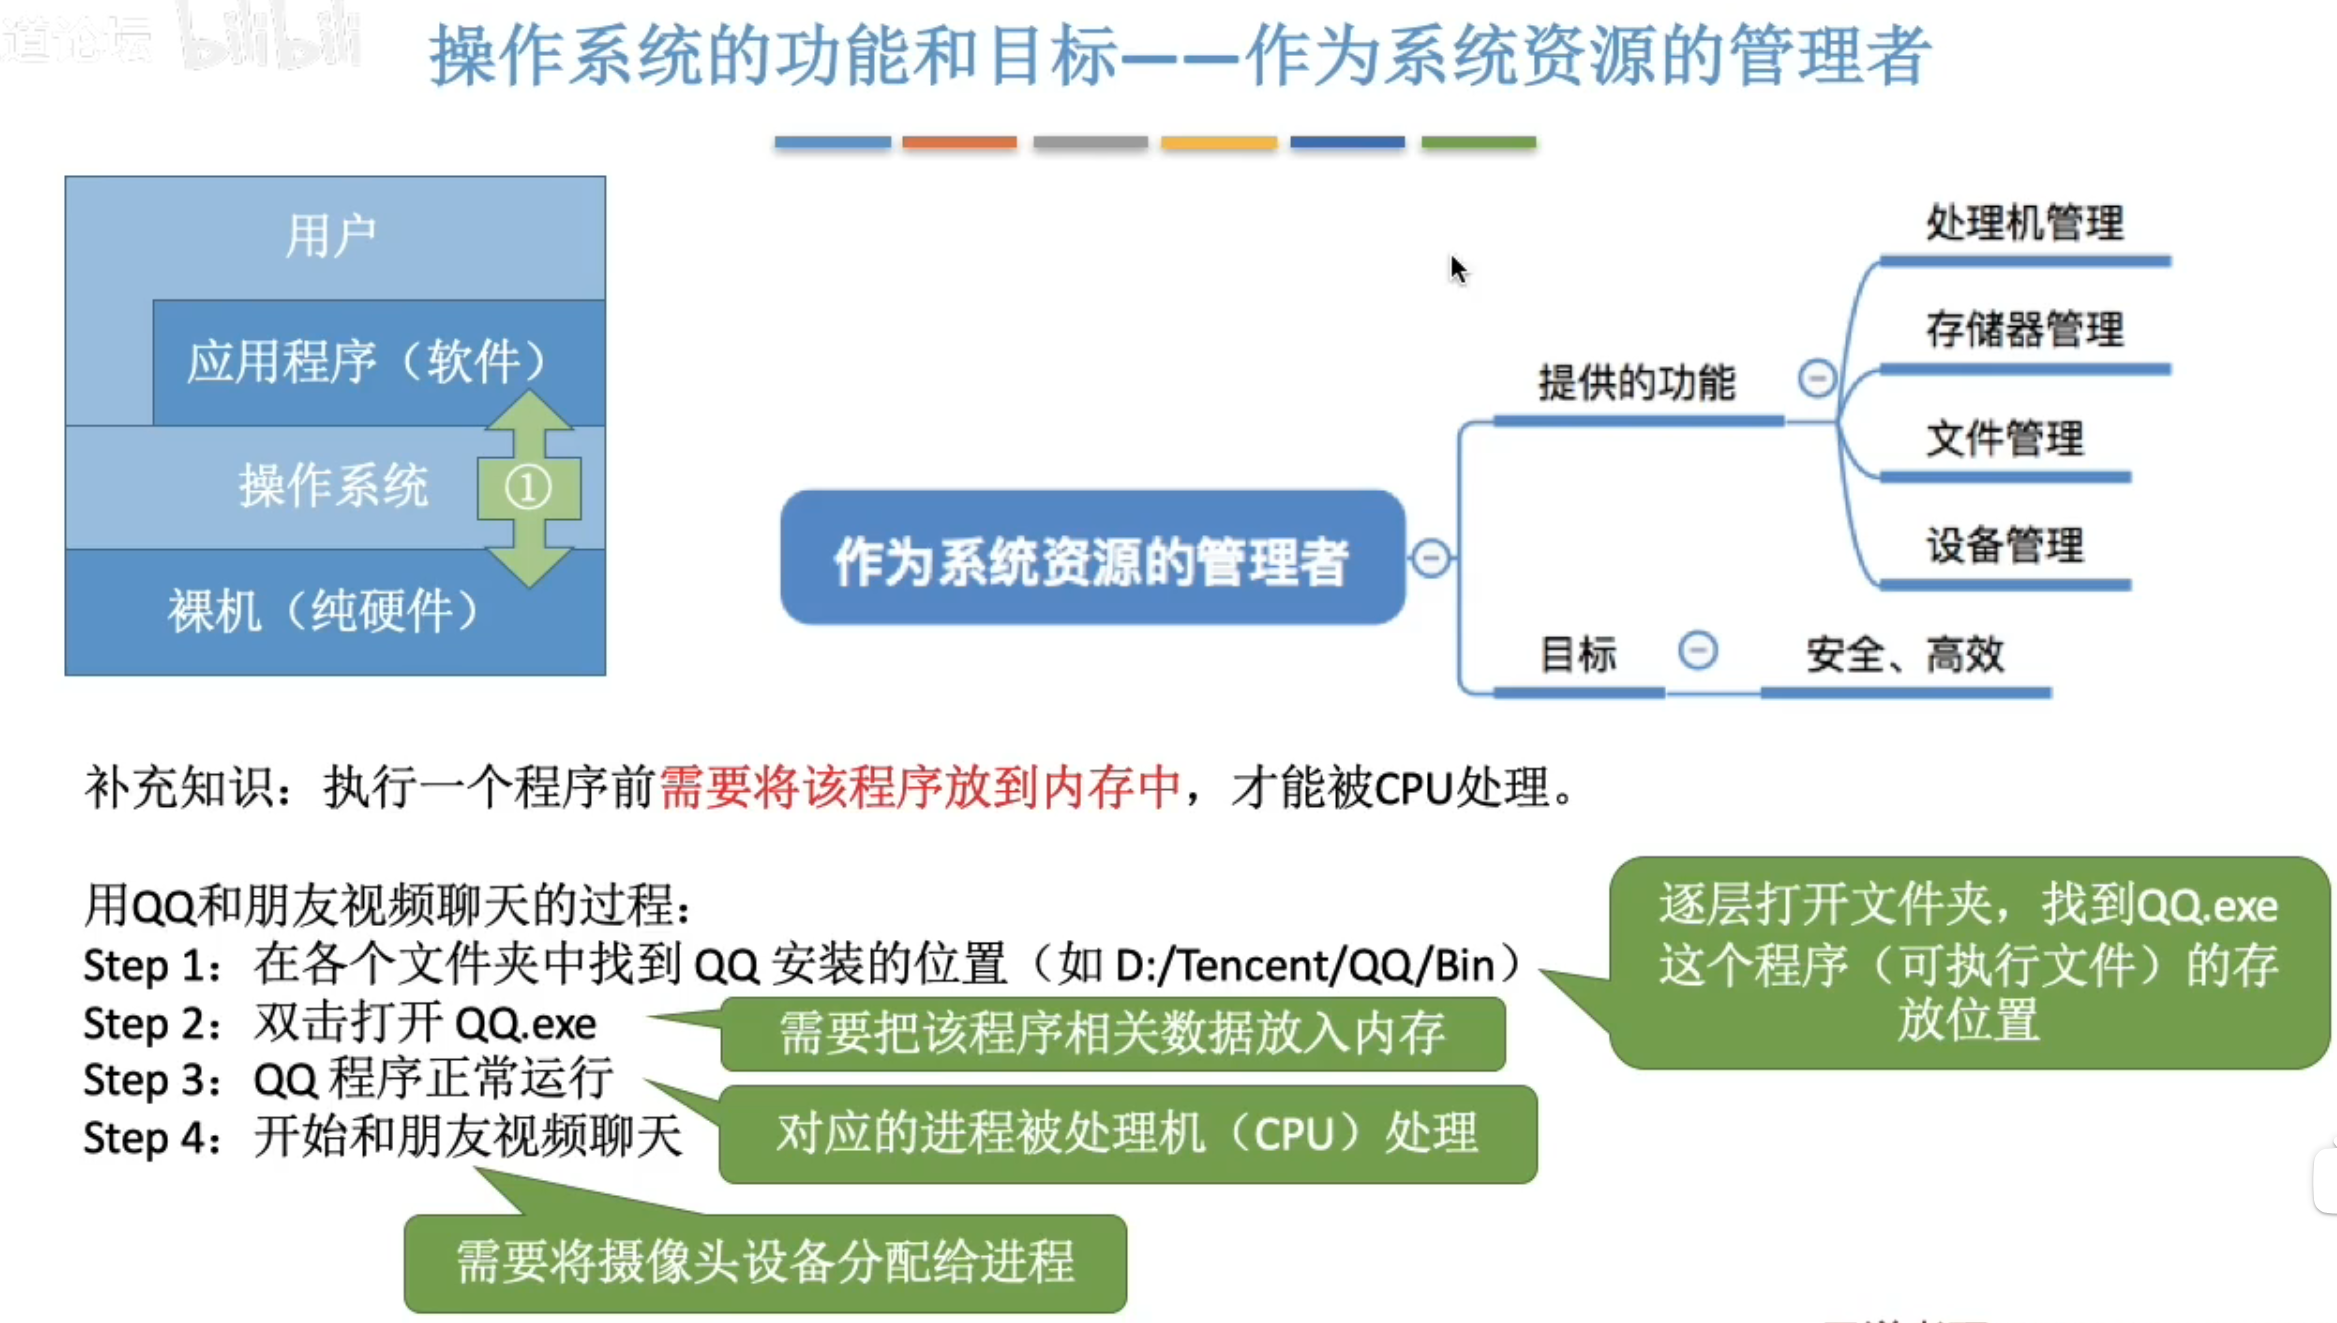 道论坛 bilibili
操作系统的功能和目标——作为系统资源的管理者
用户
应用程序（软件）
操作系统
①
裸机（纯硬件）
作为系统资源的管理者
提供的功能
处理机管理
存储器管理
文件管理
设备管理
目标
安全、高效
补充知识：执行一个程序前需要将该程序放到内存中，才能被CPU处理。
用QQ和朋友视频聊天的过程：
Step 1：在各个文件夹中找到 QQ 安装的位置（如 D:/Tencent/QQ/Bin）
逐层打开文件夹，找到QQ.exe
这个程序（可执行文件）的存
放位置
Step 2：双击打开 QQ.exe
需要把该程序相关数据放入内存
Step 3：QQ 程序正常运行
对应的进程被处理机（CPU）处理
Step 4：开始和朋友视频聊天
需要将摄像头设备分配给进程